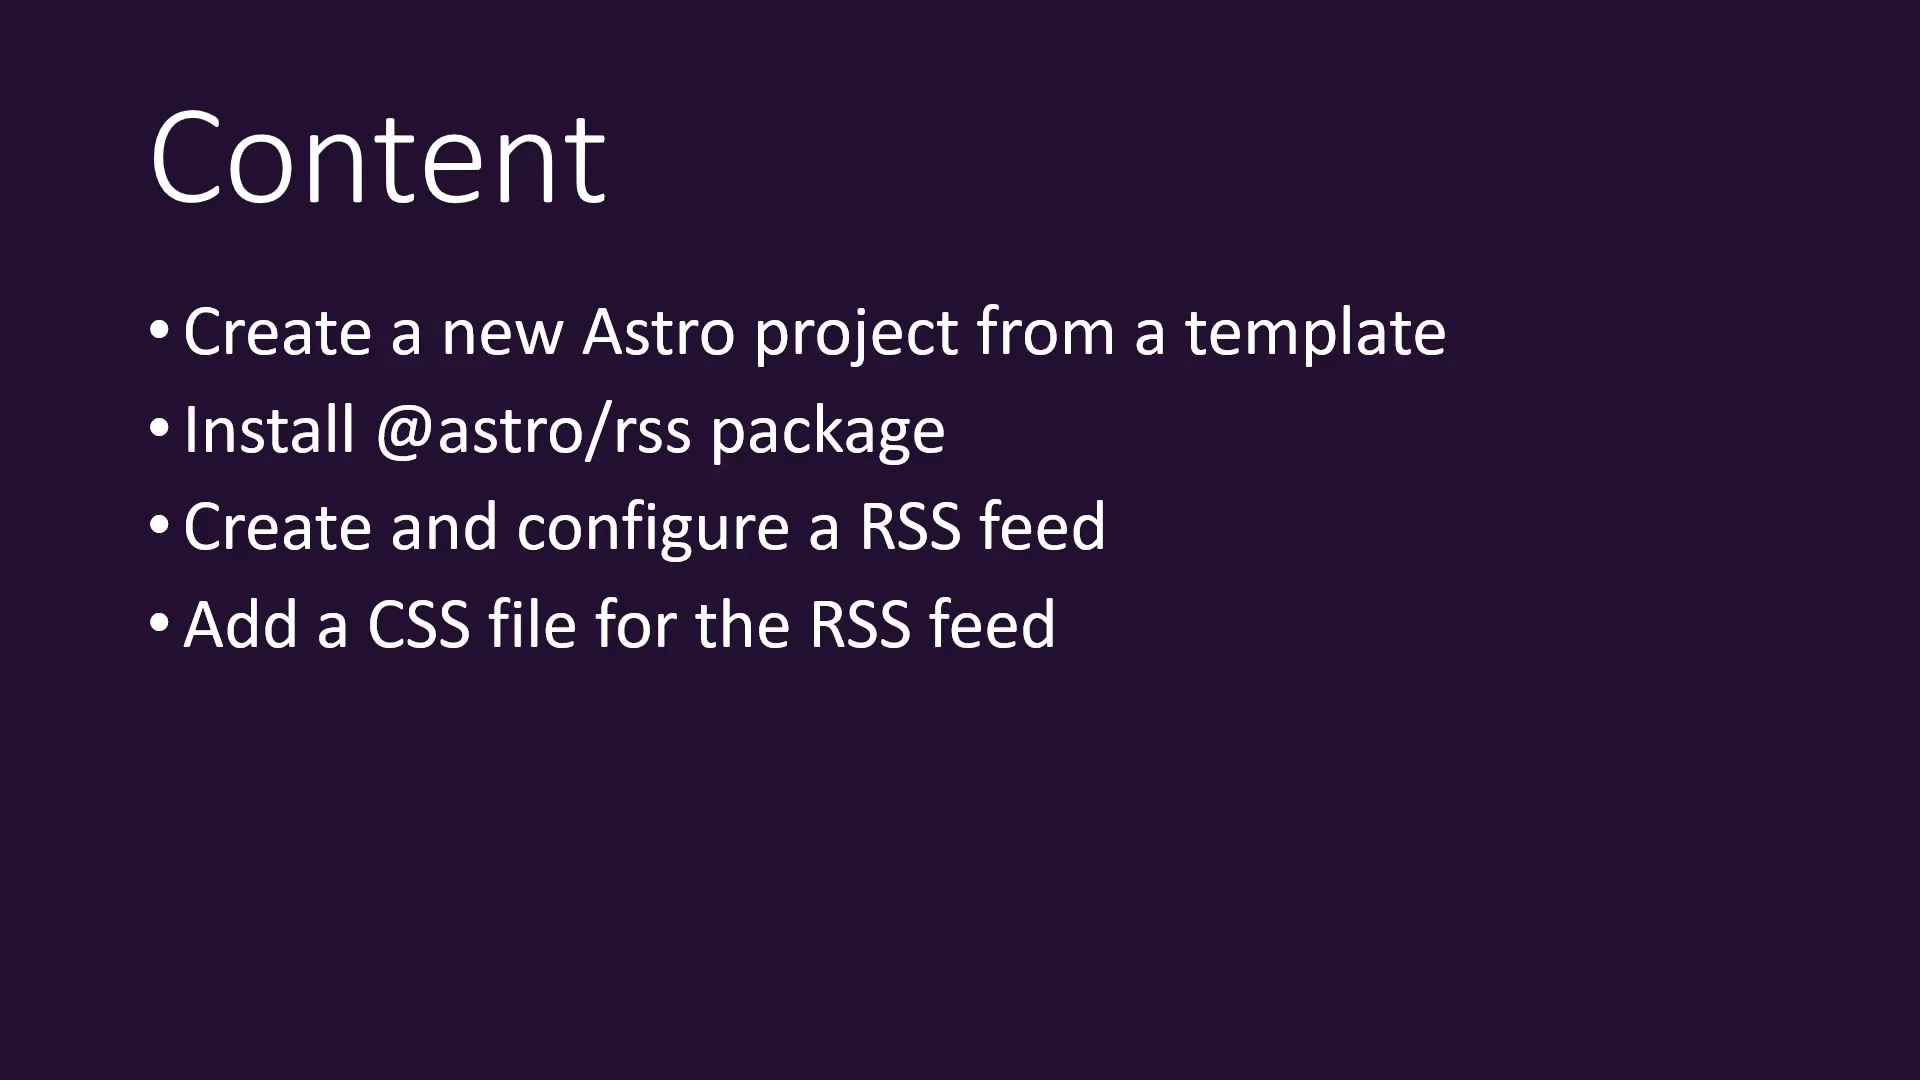 Content
• Create a new Astro project from a template
• Install @astro/rss package
• Create and configure a RSS feed
• Add a CSS file for the RSS feed